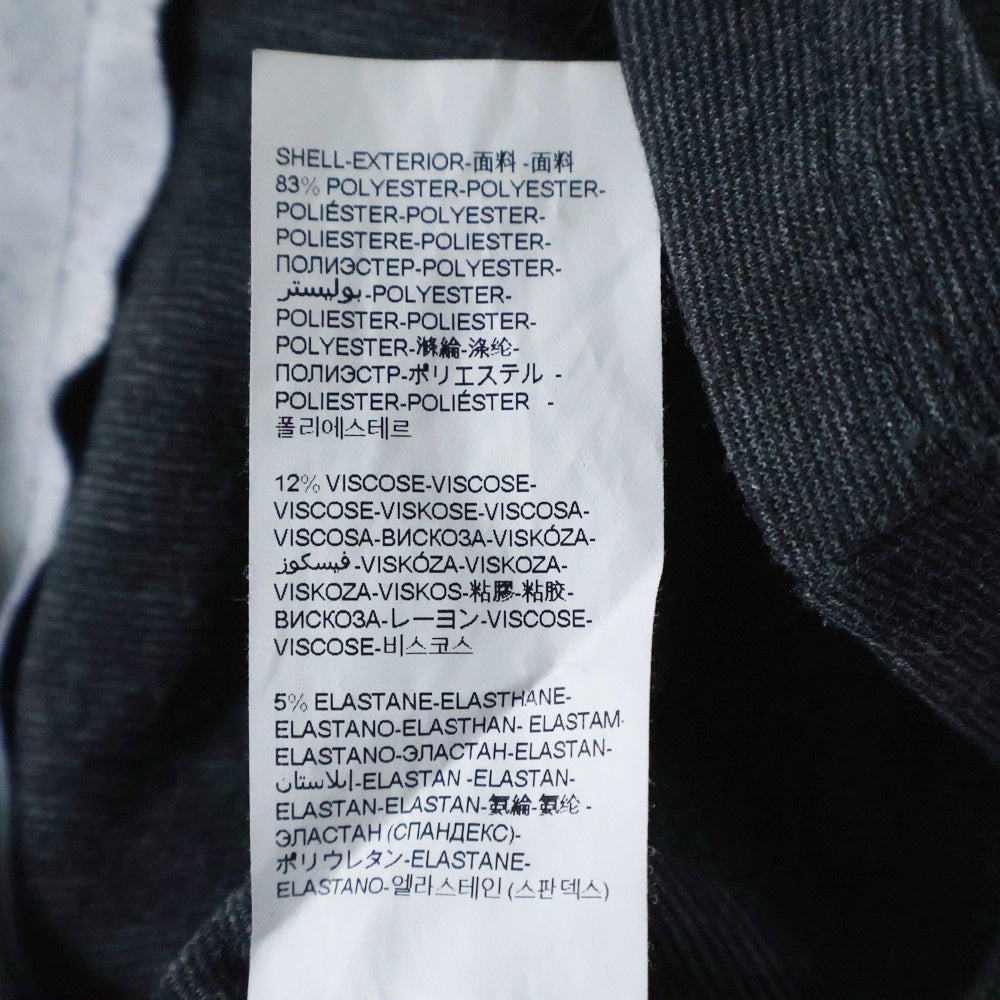 SHELL-EXTERIOR-面料 -面料
83% POLYESTER-POLYESTER-
POLIÉSTER-POLYESTER-
POLIESTERE-POLIESTER-
ПОЛИЭСТЕР-POLYESTER-
بوليستر-POLYESTER-
POLIESTER-POLIESTER-
POLYESTER-滌綸-涤纶-
ПОЛИЭСТР-ポリエステル -
POLIESTER-POLIÉSTER -
폴리에스테르
12% VISCOSE-VISCOSE-
VISCOSE-VISKOSE-VISCOSA-
VISCOSA-ВИСКОЗА-VISKÓZA-
فيسكوز-VISKÓZA-VISKOZA-
VISKOZA-VISKOS-粘膠-粘胶-
ВИСКОЗА-レーヨン-VISCOSE-
VISCOSE-비스코스
5% ELASTANE-ELASTHANE-
ELASTANO-ELASTHAN- ELASTAM-
ELASTANO-ЭЛАСТАН-ELASTAN-
إيلاستان-ELASTAN -ELASTAN-
ELASTAN-ELASTAN-氨綸-氨纶 -
ЭЛАСТАН (СПАНДЕКС)-
ポリウレタン-ELASTANE-
ELASTANO-엘라스테인 (스판덱스)